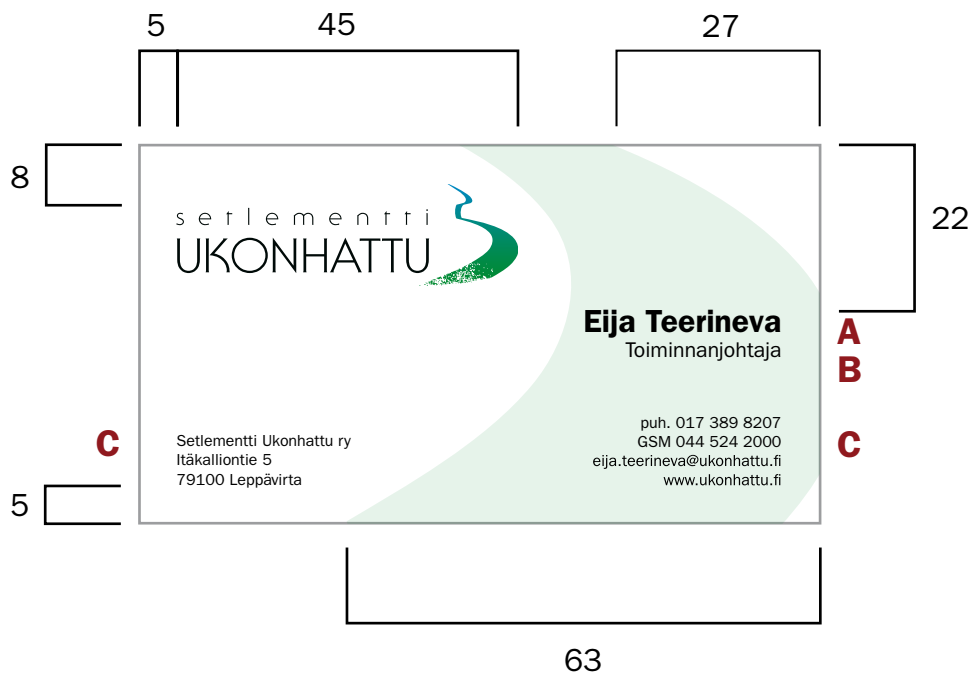 5
45
27
8
22
setlementti
UKONHATTU
Eija Teerineva
A
Toiminnanjohtaja
B
C
Setlementti Ukonhattu ry
Itäkalliontie 5
79100 Leppävirta
puh. 017 389 8207
GSM 044 524 2000
eija.teerineva@ukonhattu.fi
www.ukonhattu.fi
C
5
63